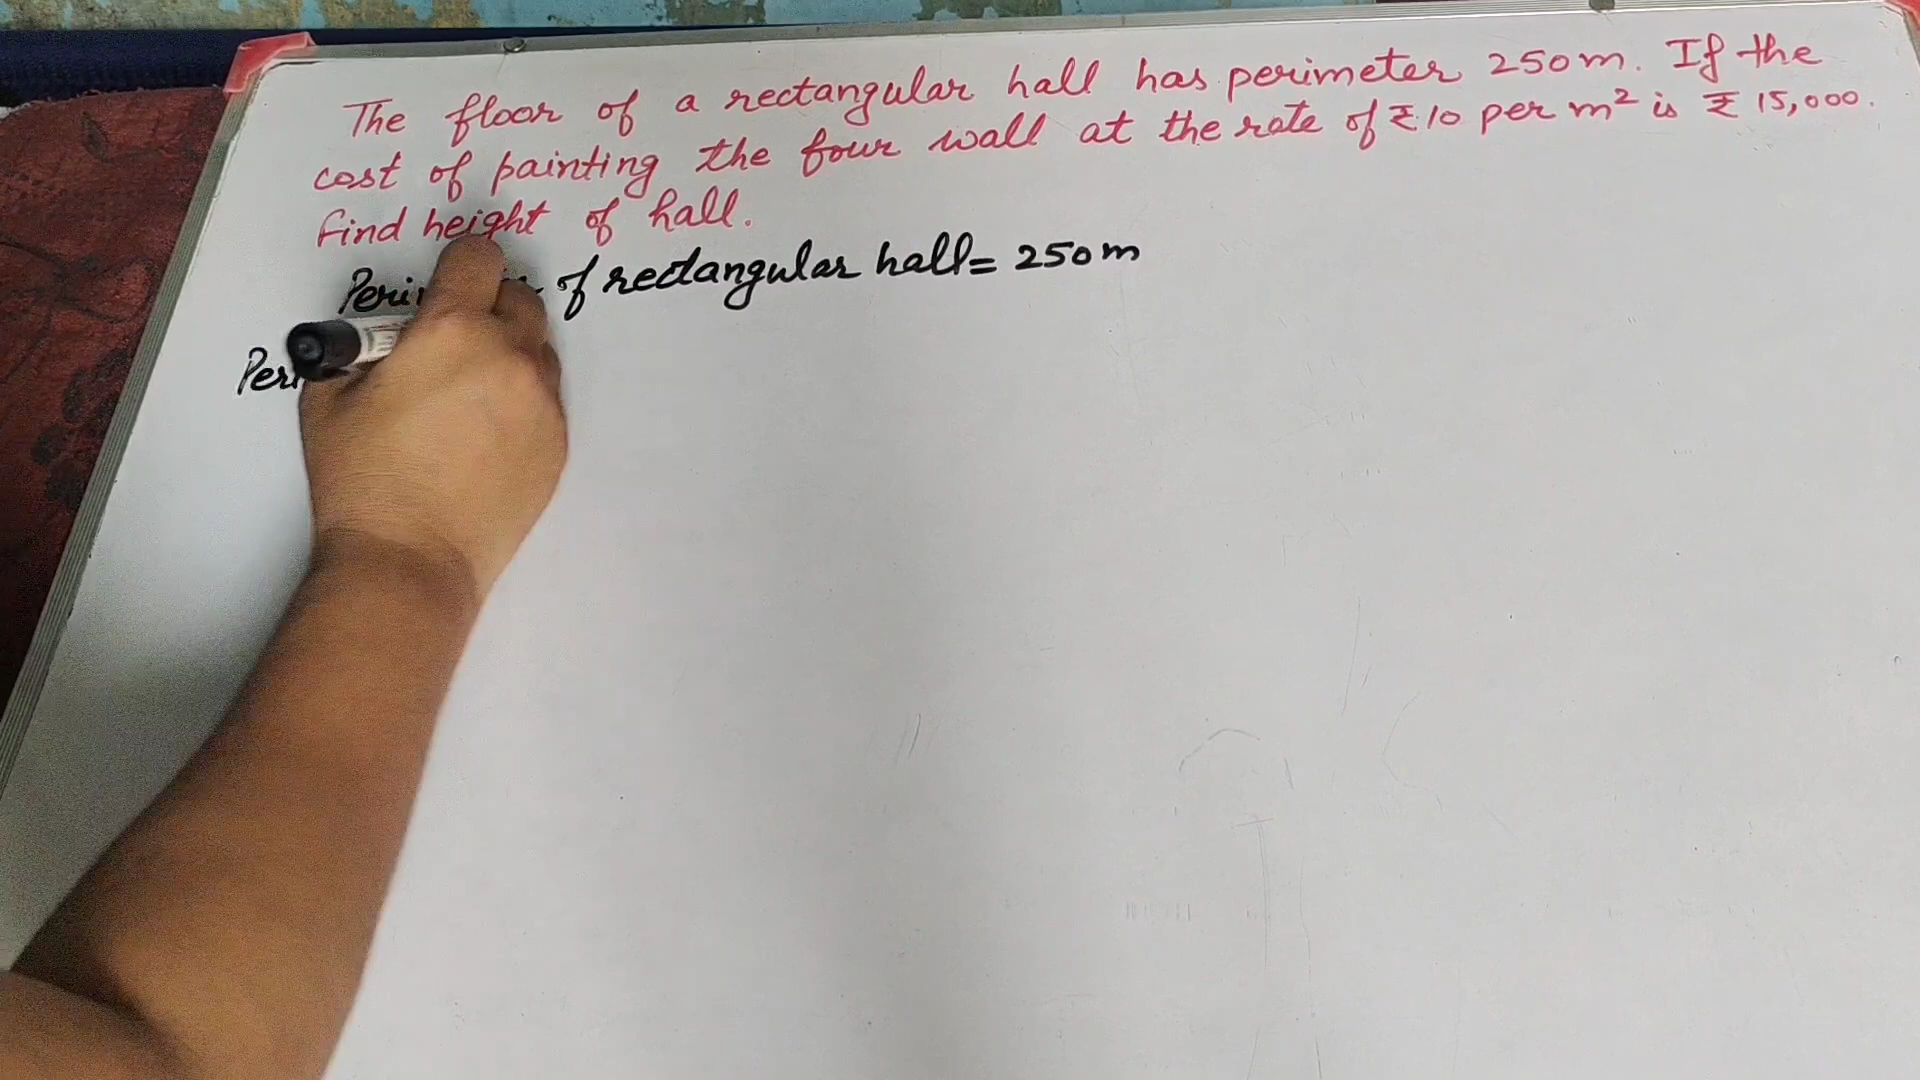 The floor of a rectangular hall has perimeter 250m. If the
cost of painting the four wall at the rate of ₹10 per m² is ₹ 15,000.
find height of hall.
of rectangular hall= 250m